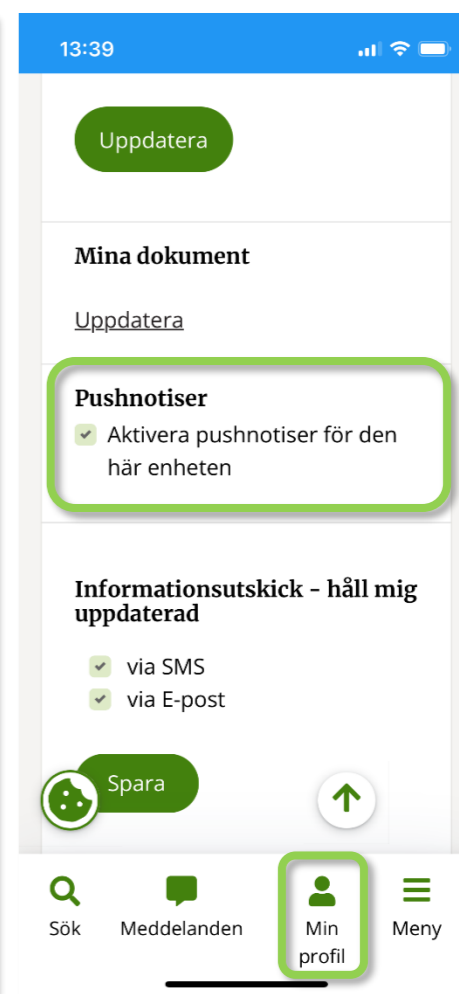 13:39
Uppdatera
Mina dokument
Uppdatera
Pushnotiser
Aktivera pushnotiser för den
här enheten
Informationsutskick - håll mig
uppdaterad
via SMS
via E-post
Spara
Sök
Meddelanden
Min
profil
Meny